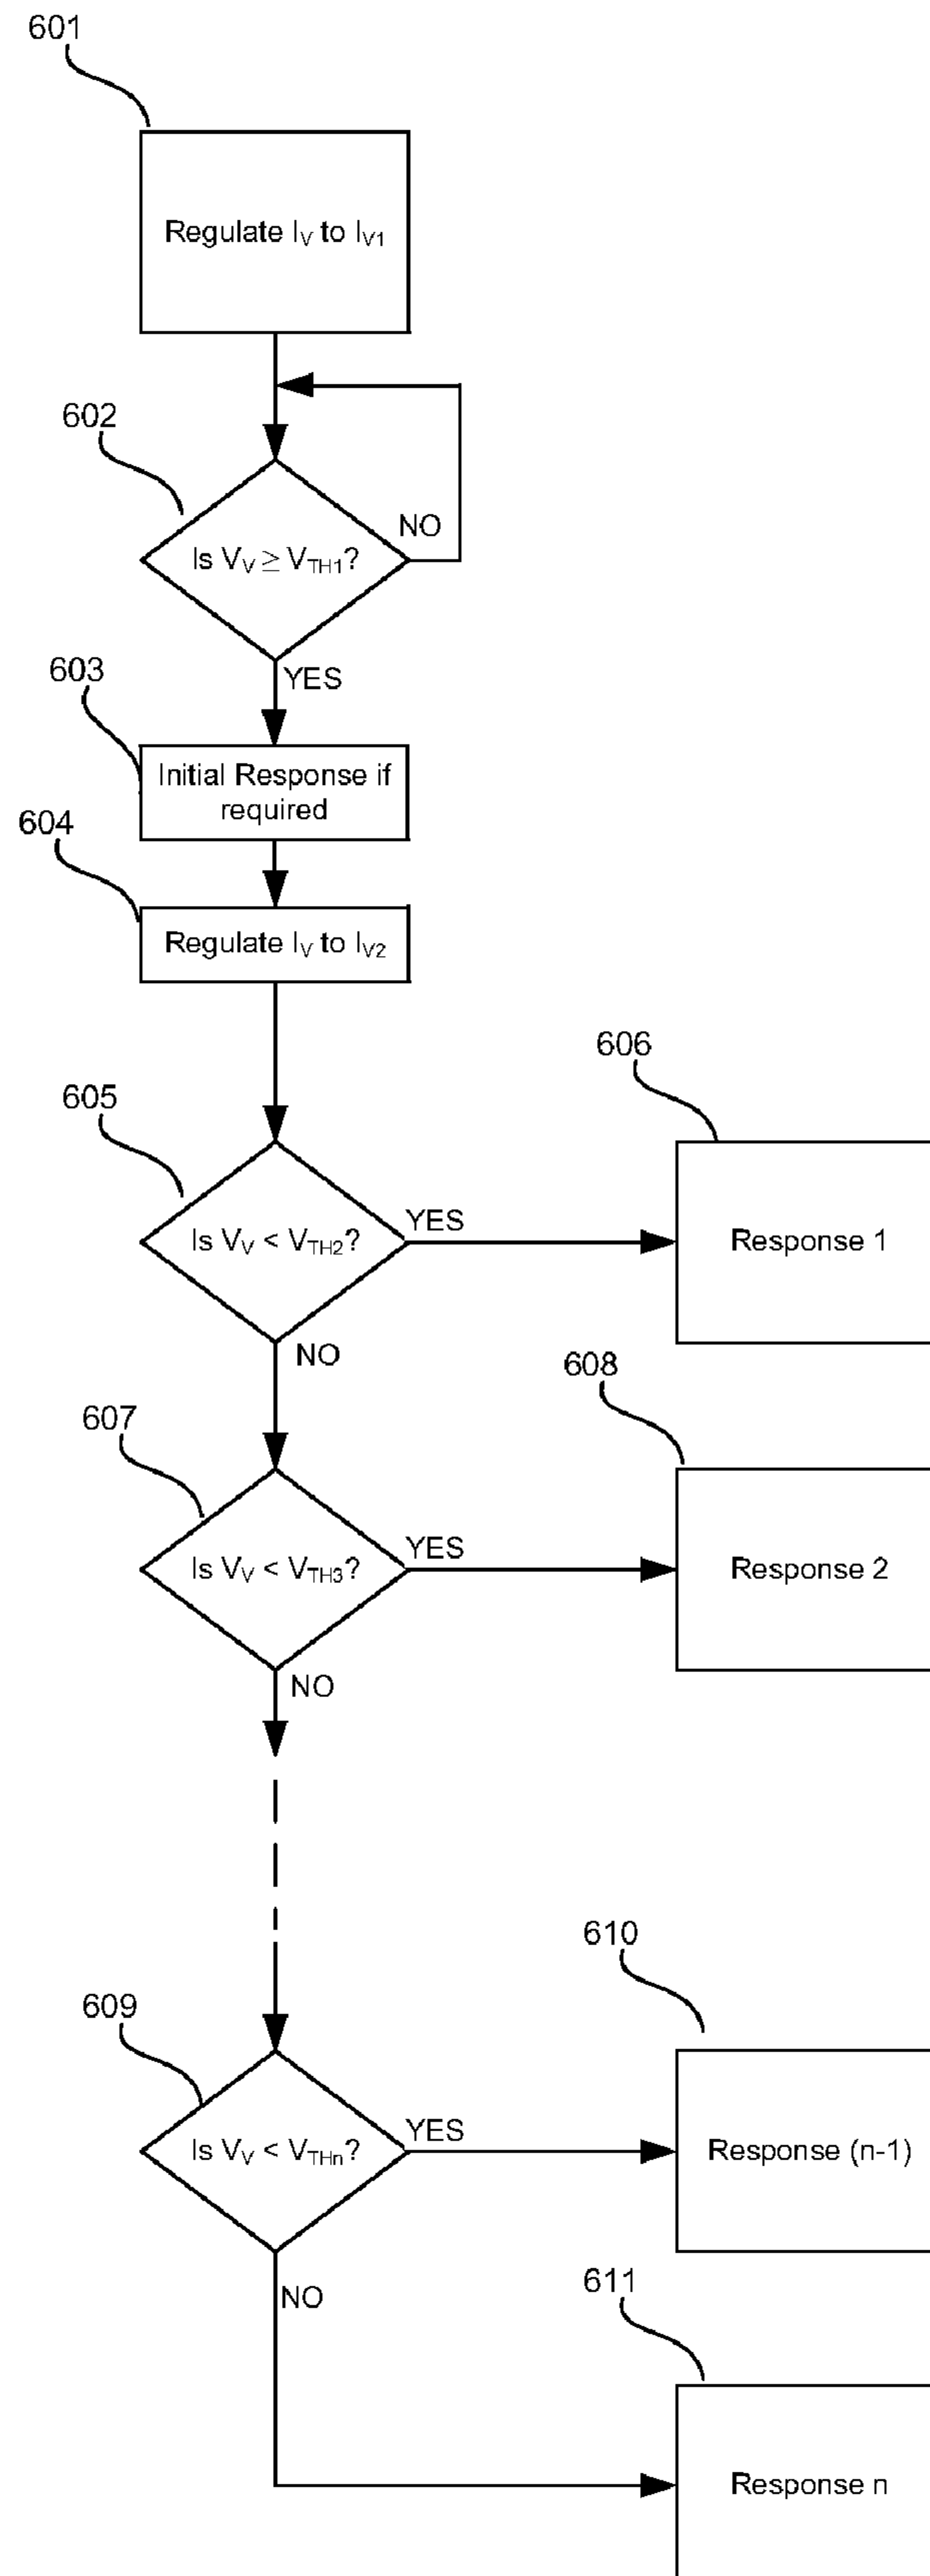 601
Regulate IV to IV1
602
NO
Is VV ≥ VTH1?
YES
603
Initial Response if
required
604
Regulate IV to IV2
606
605
YES
Is VV < VTH2?
Response 1
NO
608
607
YES
Is VV < VTH3?
Response 2
NO
610
609
YES
Is VV < VTHn?
Response (n-1)
611
NO
Response n